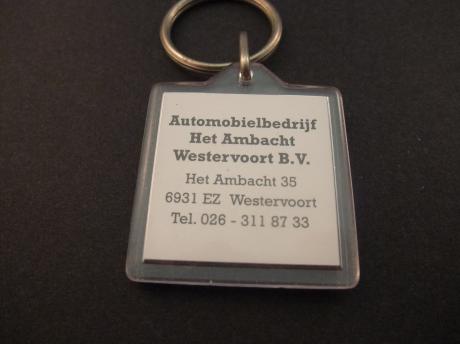 Automobielbedrijf
Het Ambacht
Westervoort B.V.
Het Ambacht 35
6931 EZ Westervoort
Tel. 026 - 311 87 33